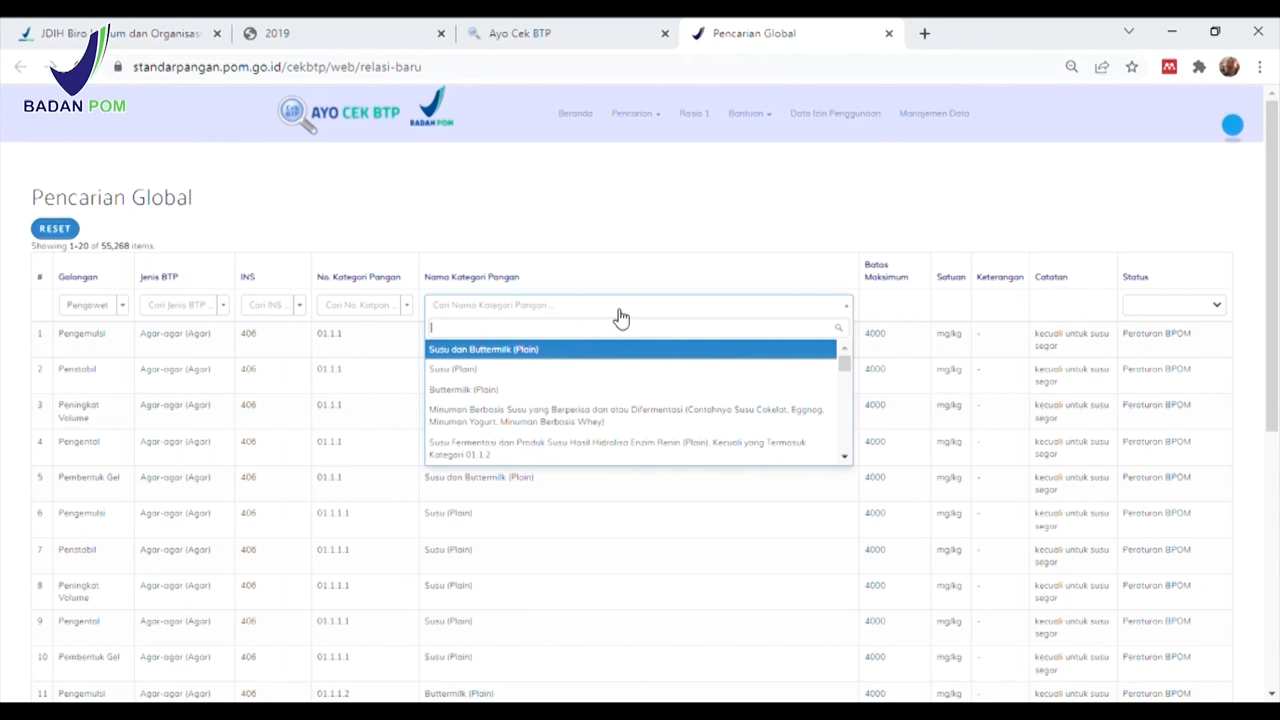 JDIH Biro um dan Organisas
2019
Ayo Cek BTP
Pencarian Global
standarpangan.pom.go.id/cekbtp/web/relasi-baru
BADAN POM
AYO CEK BTP
BADAN POM
Beranda
Pencarian
Rasio 1
Bantuan
Data Izin Penggunaan
Manajemen Data
Pencarian Global
RESET
Showing 1-20 of 55,268 items.
# Golongan Jenis BTP INS No. Kategori Pangan Nama Kategori Pangan Batas Maksimum Satuan Keterangan Catatan Status
Pengawet Cari Jenis BTP ... Cari INS ... Cari No. Katpan ... Cari Nama Kategori Pangan ...
Susu dan Buttermilk (Plain)
Susu (Plain)
Buttermilk (Plain)
Minuman Berbasis Susu yang Berperisa dan atau Difermentasi (Contohnya Susu Cokelat, Eggnog,
Minuman Yogurt, Minuman Berbasis Whey)
Susu Fermentasi dan Produk Susu Hasil Hidrolisa Enzim Renin (Plain), Kecuali yang Termasuk
Kategori 01.1.2
1 Pengemulsi Agar-agar (Agar) 406 01.1.1 4000 mg/kg - kecuali untuk susu segar Peraturan BPOM
2 Penstabil Agar-agar (Agar) 406 01.1.1 4000 mg/kg - kecuali untuk susu segar Peraturan BPOM
3 Peningkat Volume Agar-agar (Agar) 406 01.1.1 4000 mg/kg - kecuali untuk susu segar Peraturan BPOM
4 Pengental Agar-agar (Agar) 406 01.1.1 4000 mg/kg - kecuali untuk susu segar Peraturan BPOM
5 Pembentuk Gel Agar-agar (Agar) 406 01.1.1 Susu dan Buttermilk (Plain) 4000 mg/kg - kecuali untuk susu segar Peraturan BPOM
6 Pengemulsi Agar-agar (Agar) 406 01.1.1.1 Susu (Plain) 4000 mg/kg - kecuali untuk susu segar Peraturan BPOM
7 Penstabil Agar-agar (Agar) 406 01.1.1.1 Susu (Plain) 4000 mg/kg - kecuali untuk susu segar Peraturan BPOM
8 Peningkat Volume Agar-agar (Agar) 406 01.1.1.1 Susu (Plain) 4000 mg/kg - kecuali untuk susu segar Peraturan BPOM
9 Pengental Agar-agar (Agar) 406 01.1.1.1 Susu (Plain) 4000 mg/kg - kecuali untuk susu segar Peraturan BPOM
10 Pembentuk Gel Agar-agar (Agar) 406 01.1.1.1 Susu (Plain) 4000 mg/kg - kecuali untuk susu segar Peraturan BPOM
11 Pengemulsi Agar-agar (Agar) 406 01.1.1.2 Buttermilk (Plain) 4000 mg/kg - kecuali untuk susu Peraturan BPOM